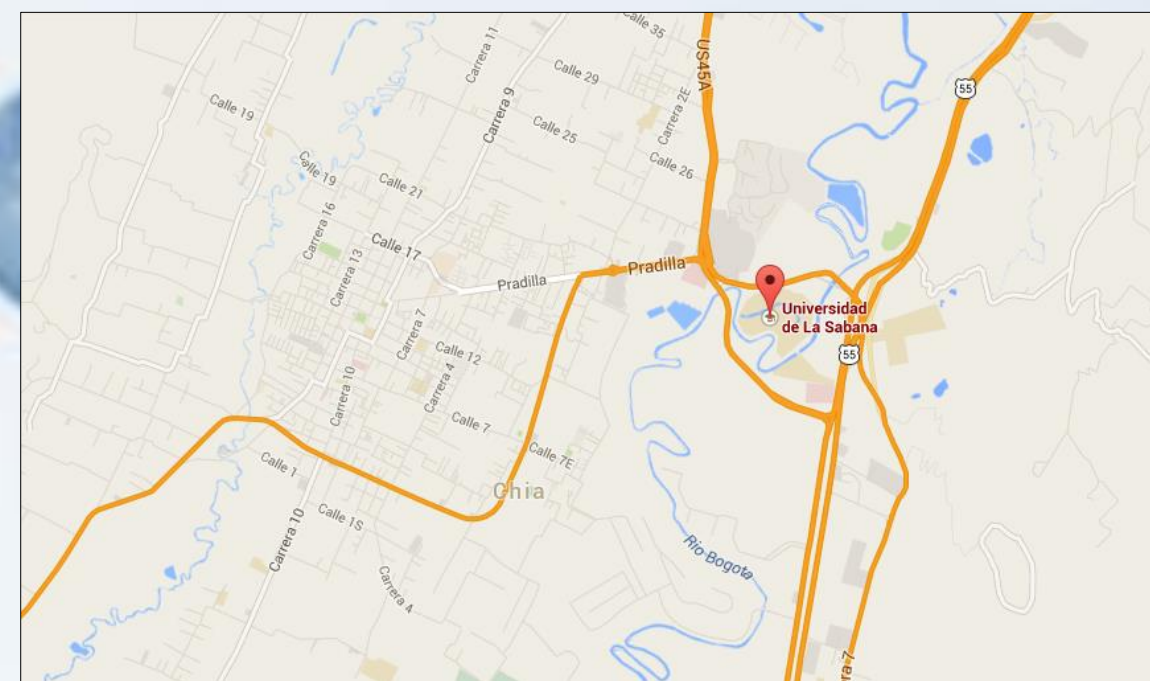 Calle 35
Carrera 11
US45A
Calle 29
55
Carrera 2E
Calle 19
Carrera 9
Calle 25
Calle 19
Calle 21
Calle 26
Carrera 16
Calle 17
Carrera 13
Pradilla
Pradilla
Universidad
de La Sabana
Carrera 7
Calle 12
55
Carrera 10
Carrera 4
Calle 7
Calle 7E
Calle 1
Chia
Calle 1S
Carrera 10
Rio Bogota
Carrera 4